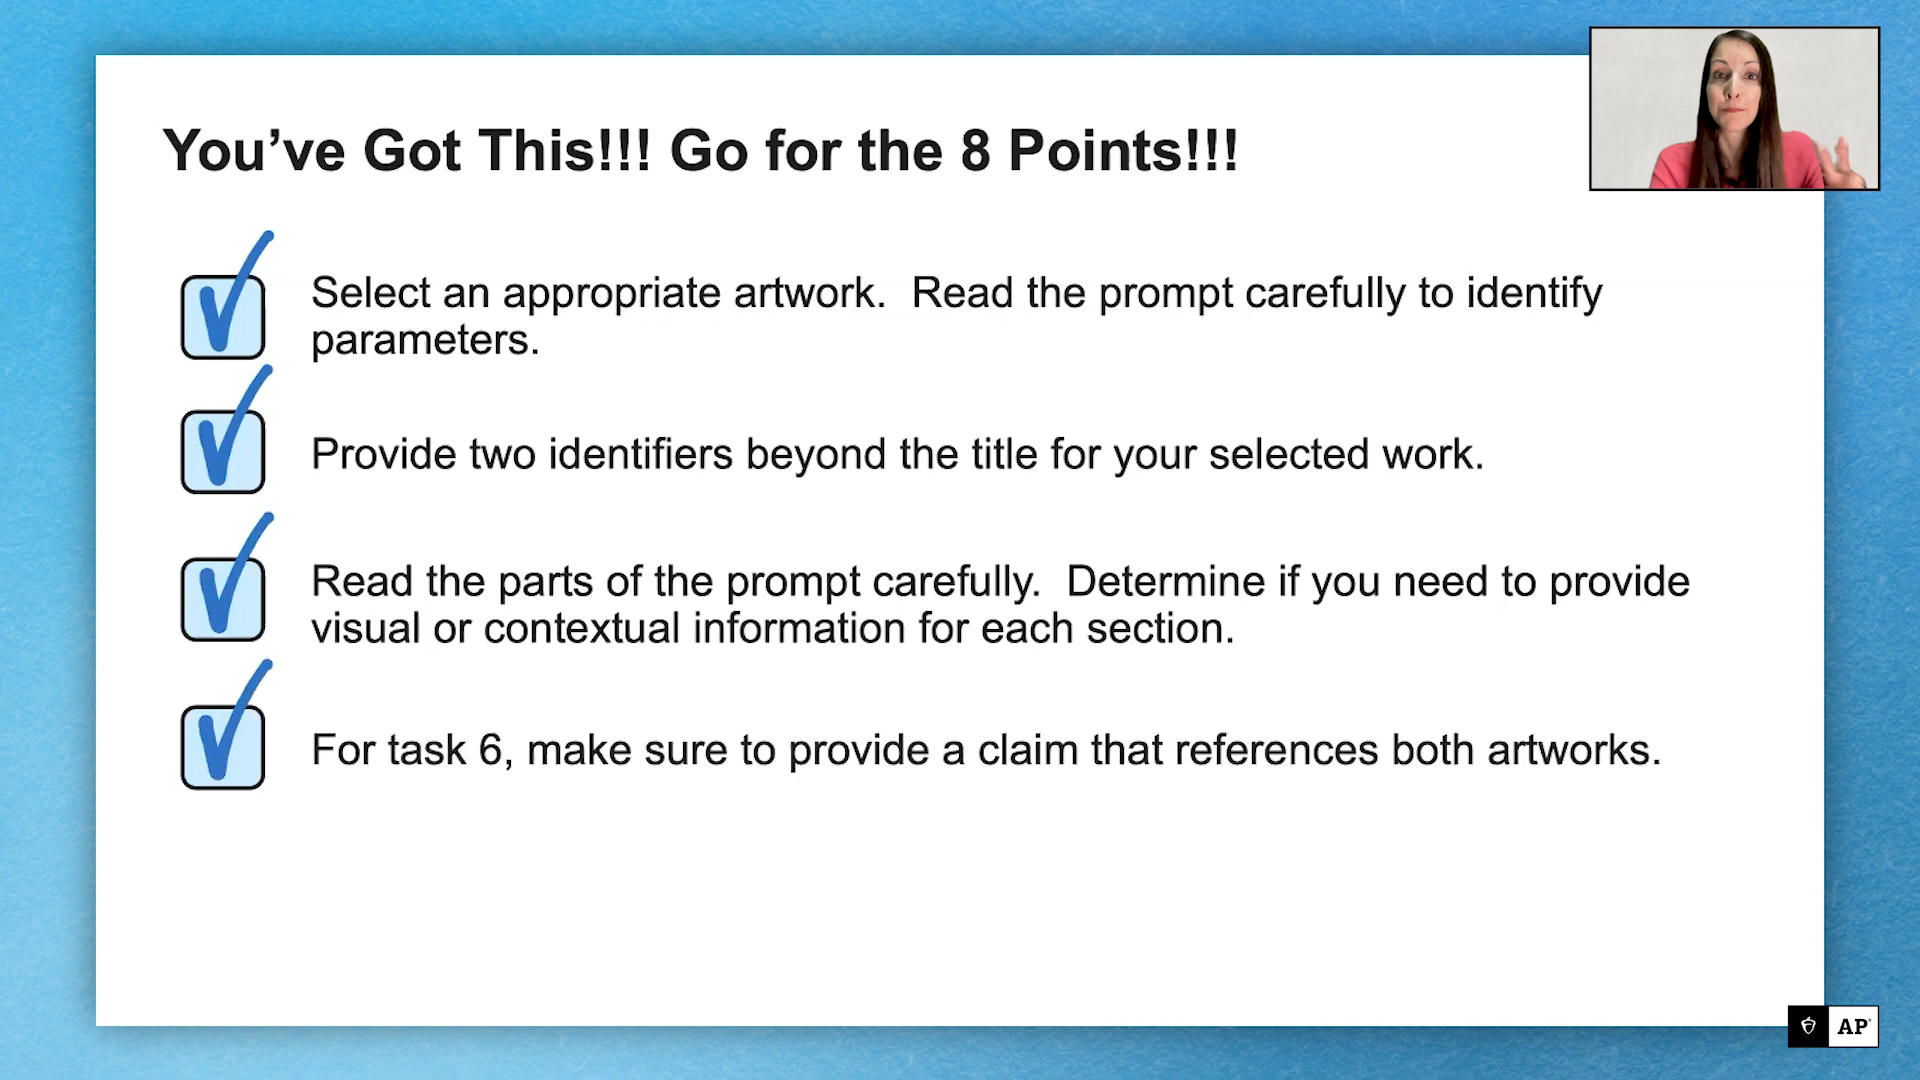 You’ve Got This!!! Go for the 8 Points!!!
Select an appropriate artwork.  Read the prompt carefully to identify
parameters.
Provide two identifiers beyond the title for your selected work.
Read the parts of the prompt carefully.  Determine if you need to provide
visual or contextual information for each section.
For task 6, make sure to provide a claim that references both artworks.
AP